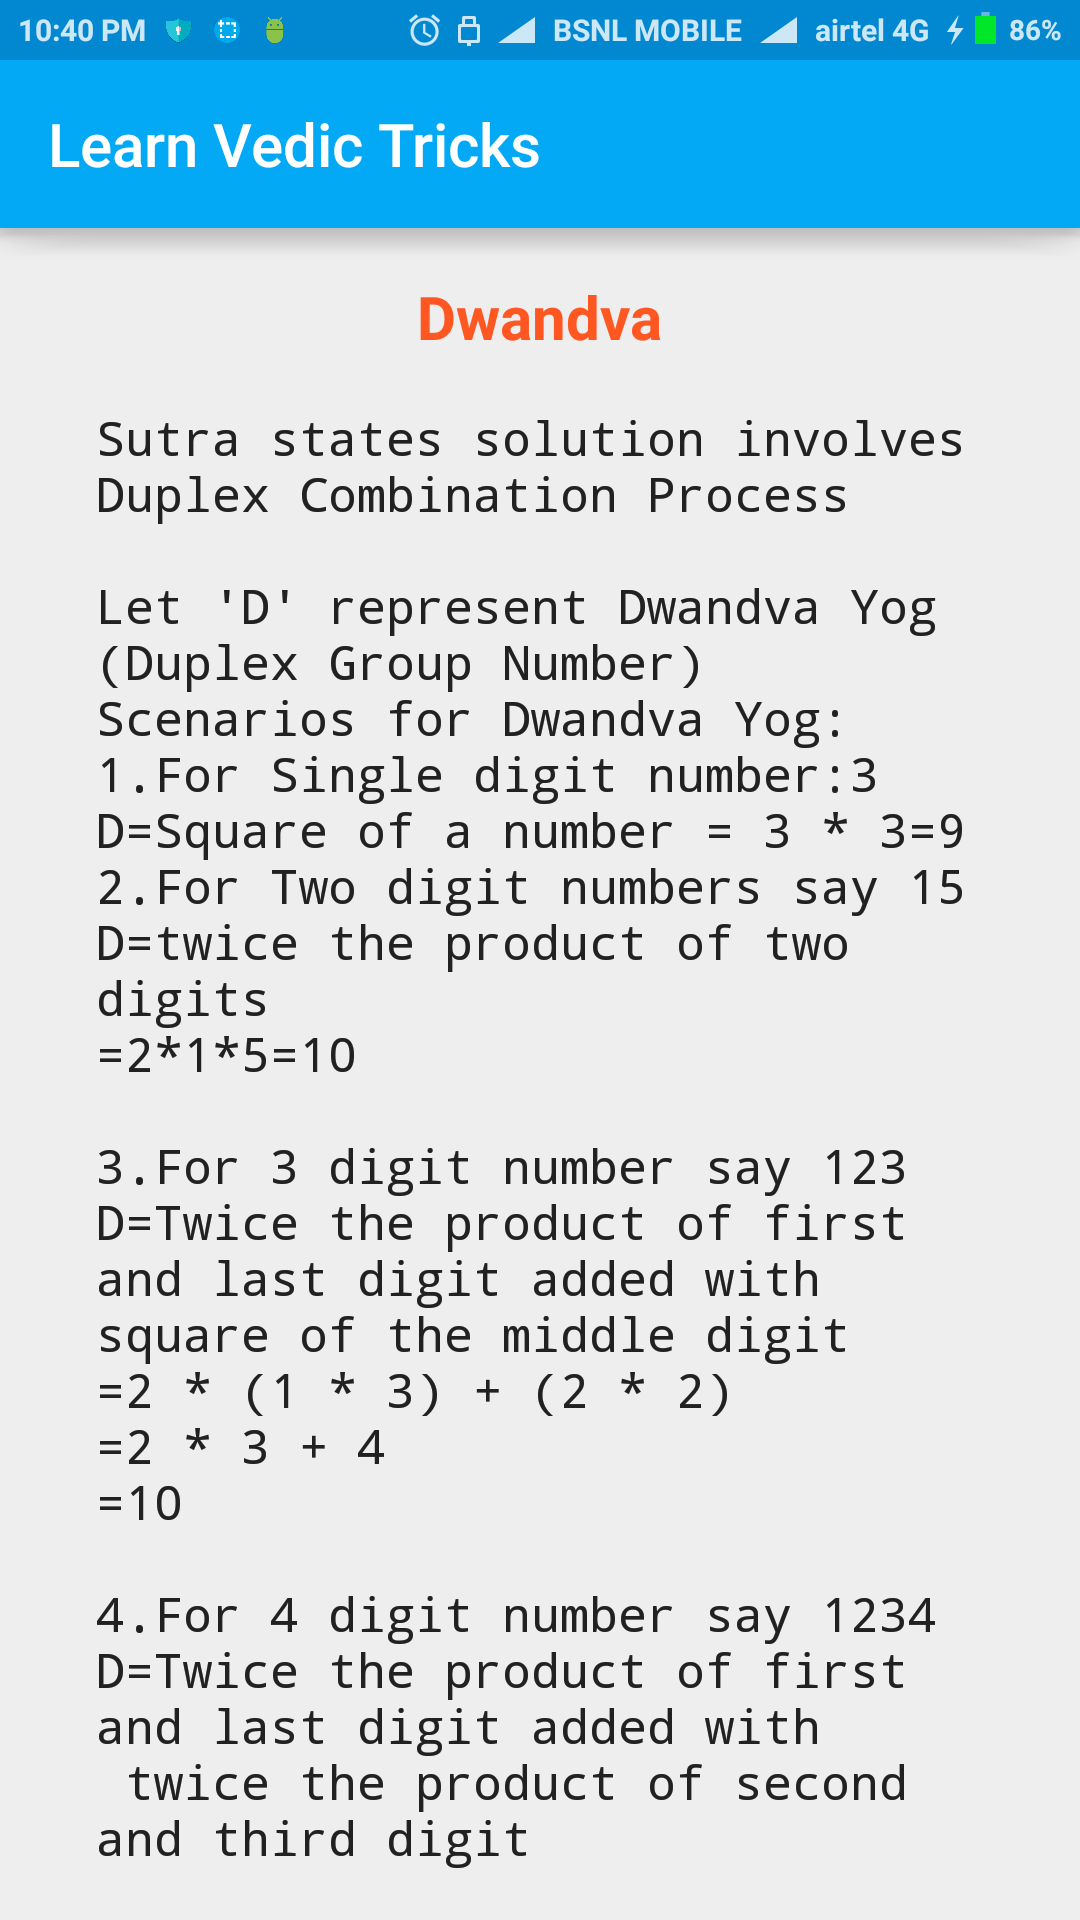 10:40 PM BSNL MOBILE airtel 4G 86%
Learn Vedic Tricks
Dwandva
Sutra states solution involves
Duplex Combination Process
Let 'D' represent Dwandva Yog
(Duplex Group Number)
Scenarios for Dwandva Yog:
1.For Single digit number:3
D=Square of a number = 3 * 3=9
2.For Two digit numbers say 15
D=twice the product of two
digits
=2*1*5=10
3.For 3 digit number say 123
D=Twice the product of first
and last digit added with
square of the middle digit
=2 * (1 * 3) + (2 * 2)
=2 * 3 + 4
=10
4.For 4 digit number say 1234
D=Twice the product of first
and last digit added with
twice the product of second
and third digit